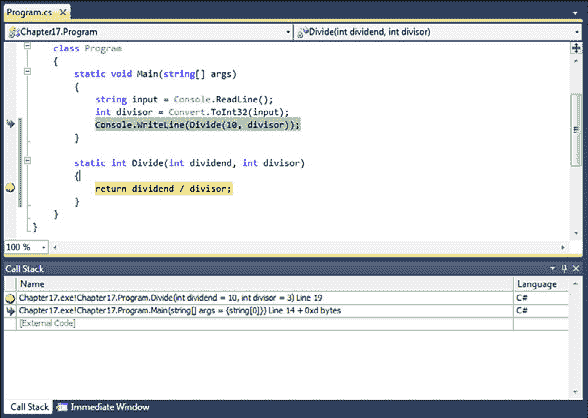 Program.cs
Chapter17.Program
Divide(int dividend, int divisor)
class Program
{
static void Main(string[] args)
{
string input = Console.ReadLine();
int divisor = Convert.ToInt32(input);
Console.WriteLine(Divide(10, divisor));
}
static int Divide(int dividend, int divisor)
{
return dividend / divisor;
}
}
}
100 %
Call Stack
Name
Language
Chapter17.exe!Chapter17.Program.Divide(int dividend = 10, int divisor = 3) Line 19
C#
Chapter17.exe!Chapter17.Program.Main(string[] args = {string[0]}) Line 14 + 0xd bytes
C#
[External Code]
Call Stack
Immediate Window